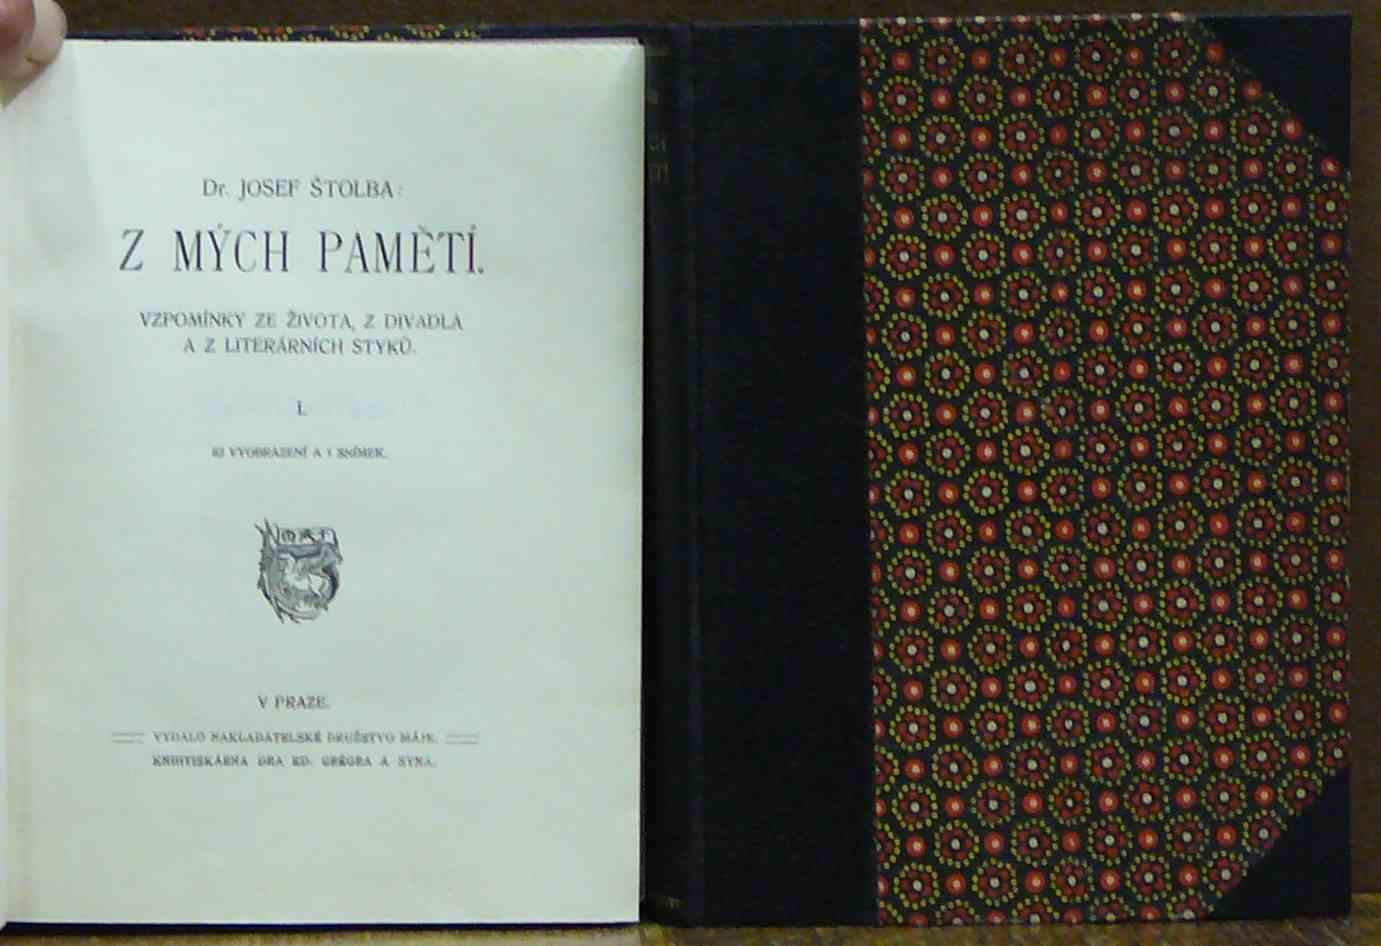 Dr. JOSEF ŠTOLBA:
Z MÝCH PAMĚTÍ.
VZPOMÍNKY ZE ŽIVOTA, Z DIVADLA
A Z LITERÁRNÍCH STYKŮ.
I.
VYOBRAZENÍ A 1 SNÍMEK.
V PRAZE.
VYDALO NAKLADATELSKÉ DRUŽSTVO MÁJE.
KNIHTISKÁRNA DRA ED. GRÉGRA A SYNA.